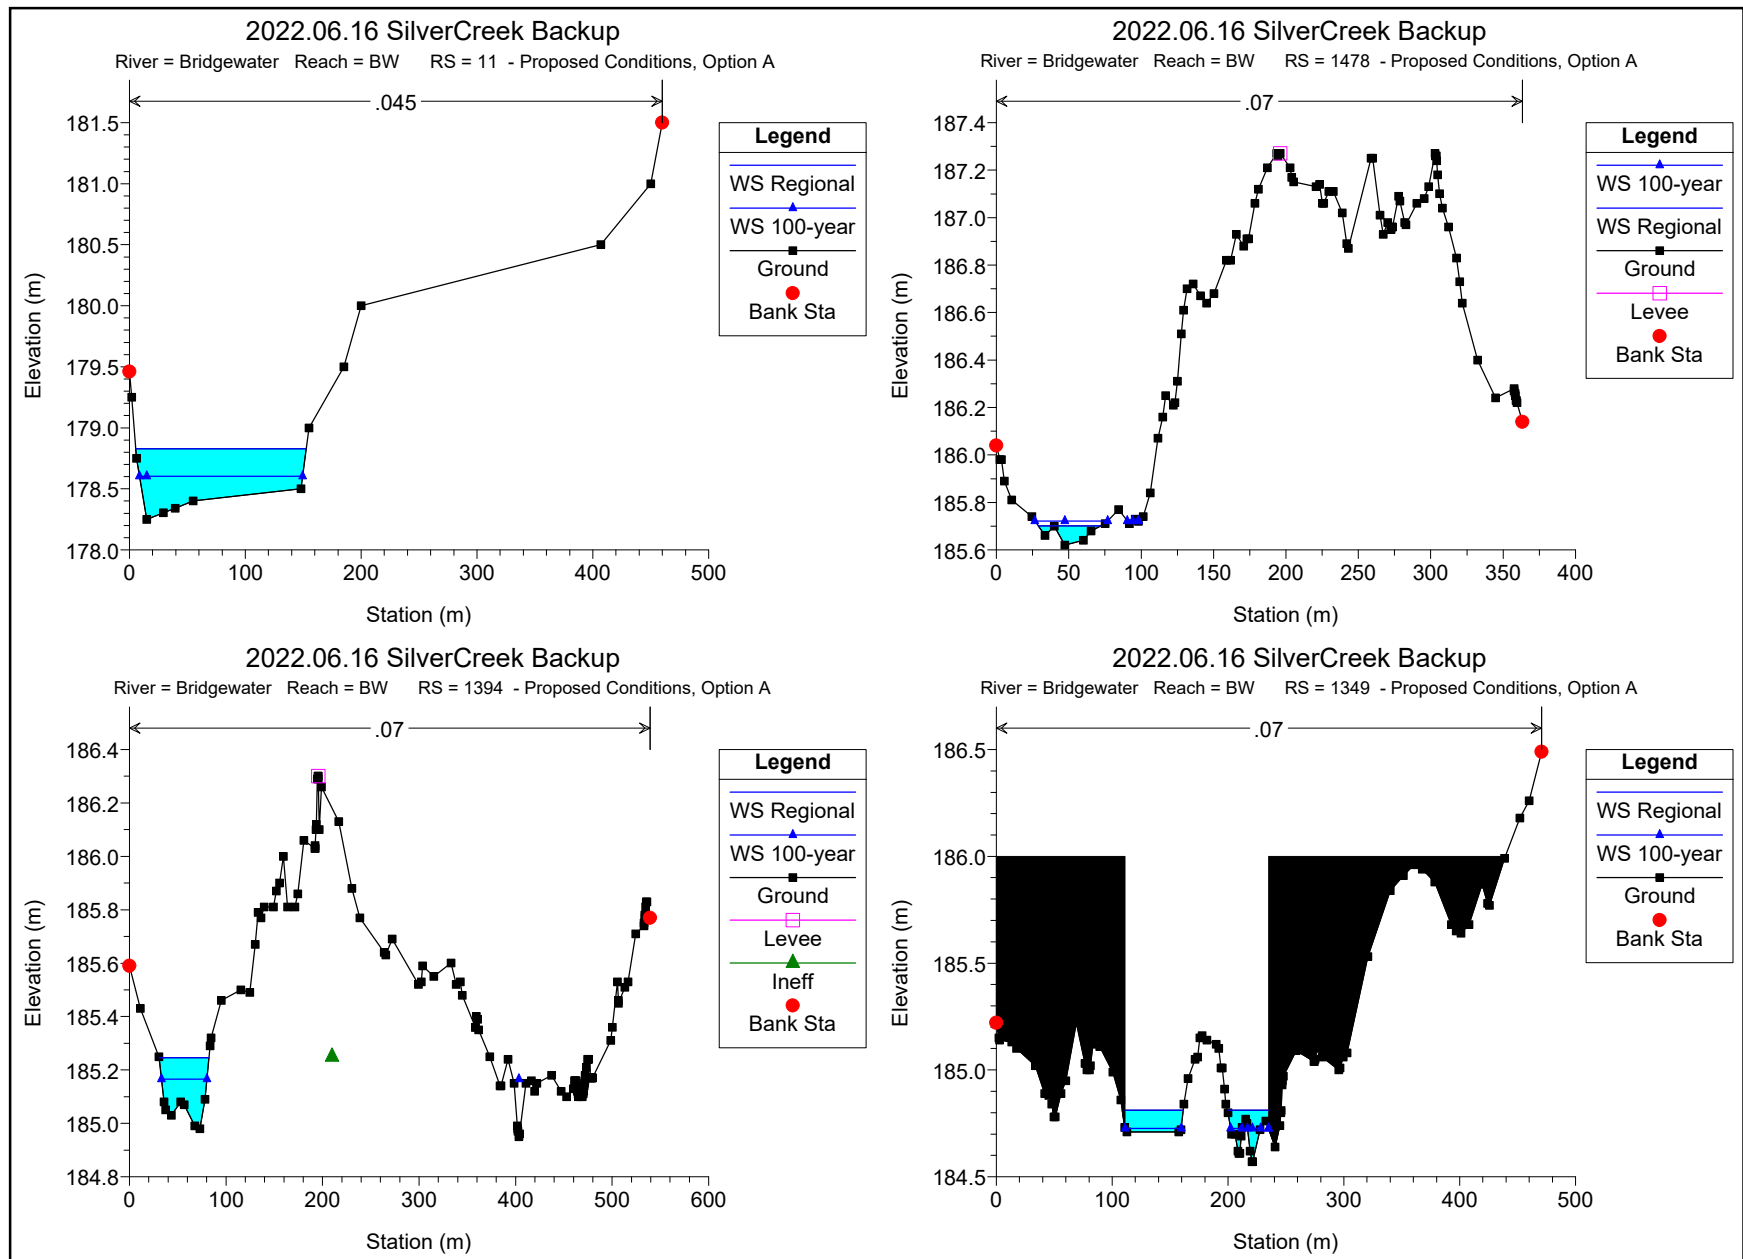 2022.06.16 SilverCreek Backup
River = Bridgewater Reach = BW RS = 11 - Proposed Conditions, Option A
.045
181.5
181.0
180.5
180.0
179.5
179.0
178.5
178.0
Elevation (m)
0 100 200 300 400 500
Station (m)
Legend
WS Regional
WS 100-year
Ground
Bank Sta
2022.06.16 SilverCreek Backup
River = Bridgewater Reach = BW RS = 1478 - Proposed Conditions, Option A
.07
187.4
187.2
187.0
186.8
186.6
186.4
186.2
186.0
185.8
185.6
Elevation (m)
0 50 100 150 200 250 300 350 400
Station (m)
Legend
WS 100-year
WS Regional
Ground
Levee
Bank Sta
2022.06.16 SilverCreek Backup
River = Bridgewater Reach = BW RS = 1394 - Proposed Conditions, Option A
.07
186.4
186.2
186.0
185.8
185.6
185.4
185.2
185.0
184.8
Elevation (m)
0 100 200 300 400 500 600
Station (m)
Legend
WS Regional
WS 100-year
Ground
Levee
Ineff
Bank Sta
2022.06.16 SilverCreek Backup
River = Bridgewater Reach = BW RS = 1349 - Proposed Conditions, Option A
.07
186.5
186.0
185.5
185.0
184.5
Elevation (m)
0 100 200 300 400 500
Station (m)
Legend
WS Regional
WS 100-year
Ground
Bank Sta